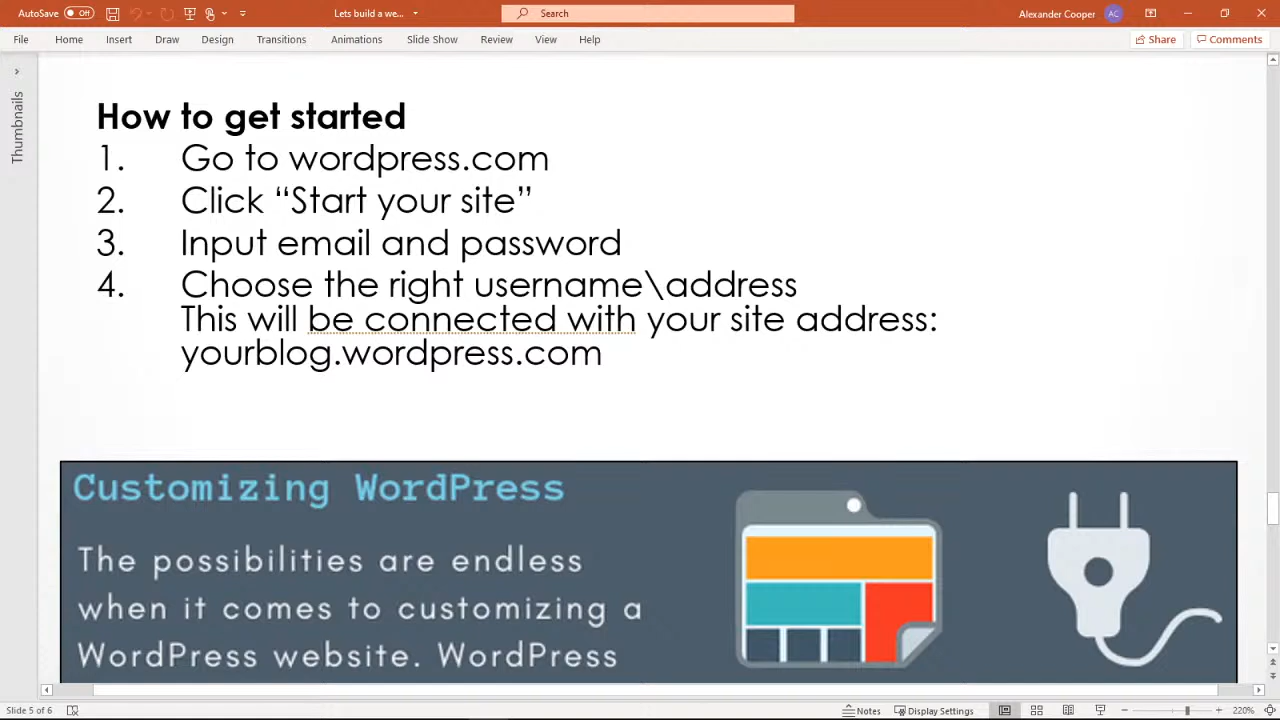 AutoSave Off Lets build a we... Search Alexander Cooper AC
File Home Insert Draw Design Transitions Animations Slide Show Review View Help Share Comments
Thumbnails
How to get started
1. Go to wordpress.com
2. Click “Start your site”
3. Input email and password
4. Choose the right username\address
This will be connected with your site address:
yourblog.wordpress.com
Customizing WordPress
The possibilities are endless
when it comes to customizing a
WordPress website. WordPress
Slide 5 of 6 Notes Display Settings 220%